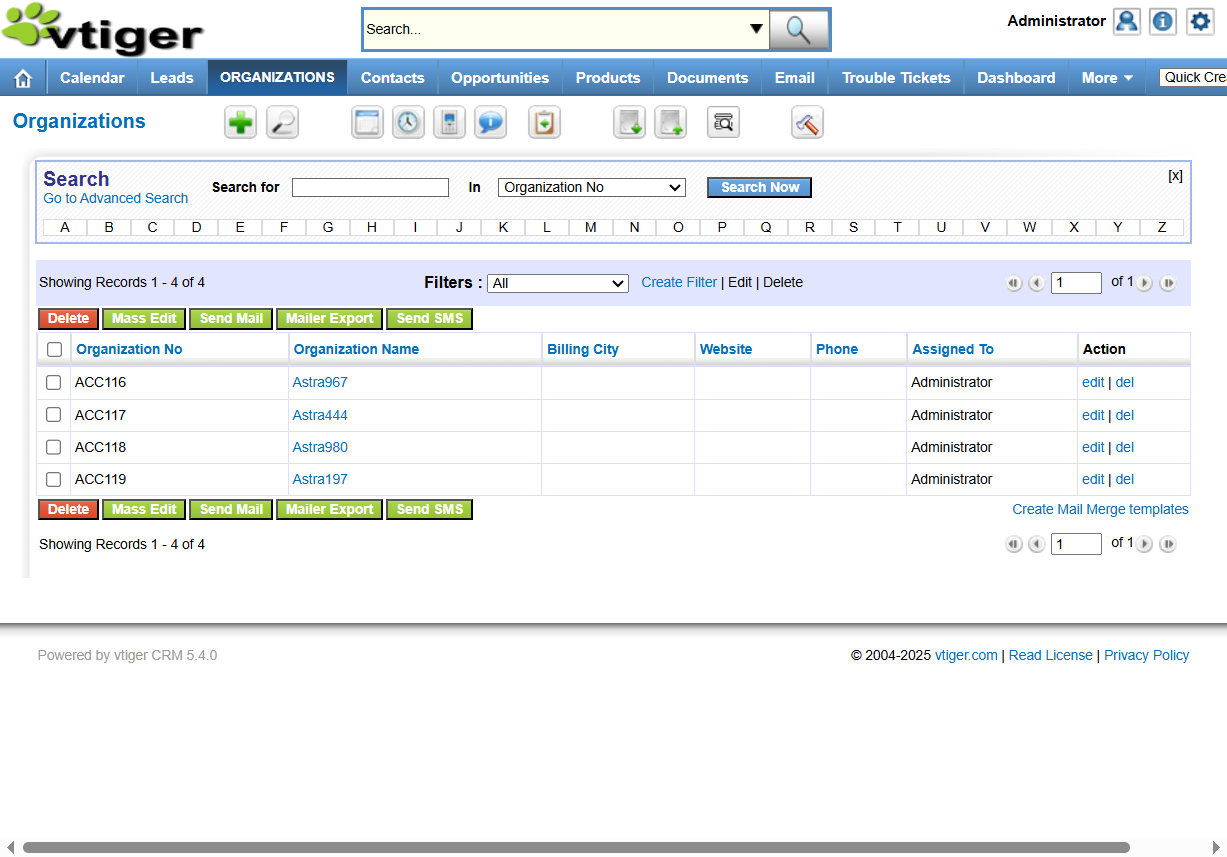 vtiger
Search...
Administrator
Calendar Leads ORGANIZATIONS Contacts Opportunities Products Documents Email Trouble Tickets Dashboard More Quick Cre
Organizations
Search
Go to Advanced Search
Search for In Organization No Search Now
[x]
A B C D E F G H I J K L M N O P Q R S T U V W X Y Z
Showing Records 1 - 4 of 4 Filters : All Create Filter | Edit | Delete 1 of 1
Delete Mass Edit Send Mail Mailer Export Send SMS
Organization No Organization Name Billing City Website Phone Assigned To Action
ACC116 Astra967 Administrator edit | del
ACC117 Astra444 Administrator edit | del
ACC118 Astra980 Administrator edit | del
ACC119 Astra197 Administrator edit | del
Delete Mass Edit Send Mail Mailer Export Send SMS Create Mail Merge templates
Showing Records 1 - 4 of 4 1 of 1
Powered by vtiger CRM 5.4.0 © 2004-2025 vtiger.com | Read License | Privacy Policy